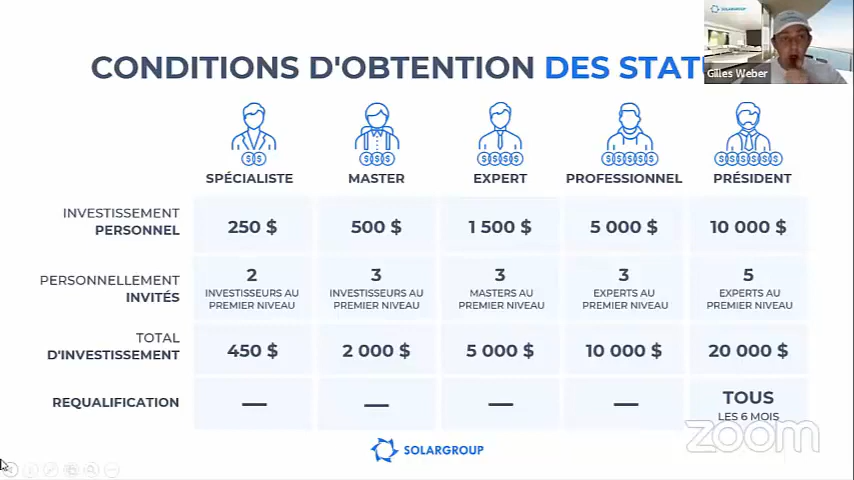 SOLARGROUP
CONDITIONS D'OBTENTION DES STAT
Gilles Weber
SPÉCIALISTE
MASTER
EXPERT
PROFESSIONNEL
PRÉSIDENT
INVESTISSEMENT
PERSONNEL
250 $
500 $
1 500 $
5 000 $
10 000 $
PERSONNELLEMENT
INVITÉS
2
INVESTISSEURS AU
PREMIER NIVEAU
3
INVESTISSEURS AU
PREMIER NIVEAU
3
MASTERS AU
PREMIER NIVEAU
3
EXPERTS AU
PREMIER NIVEAU
5
EXPERTS AU
PREMIER NIVEAU
TOTAL
D'INVESTISSEMENT
450 $
2 000 $
5 000 $
10 000 $
20 000 $
REQUALIFICATION
—
—
—
—
TOUS
LES 6 MOIS
zoom
SOLARGROUP